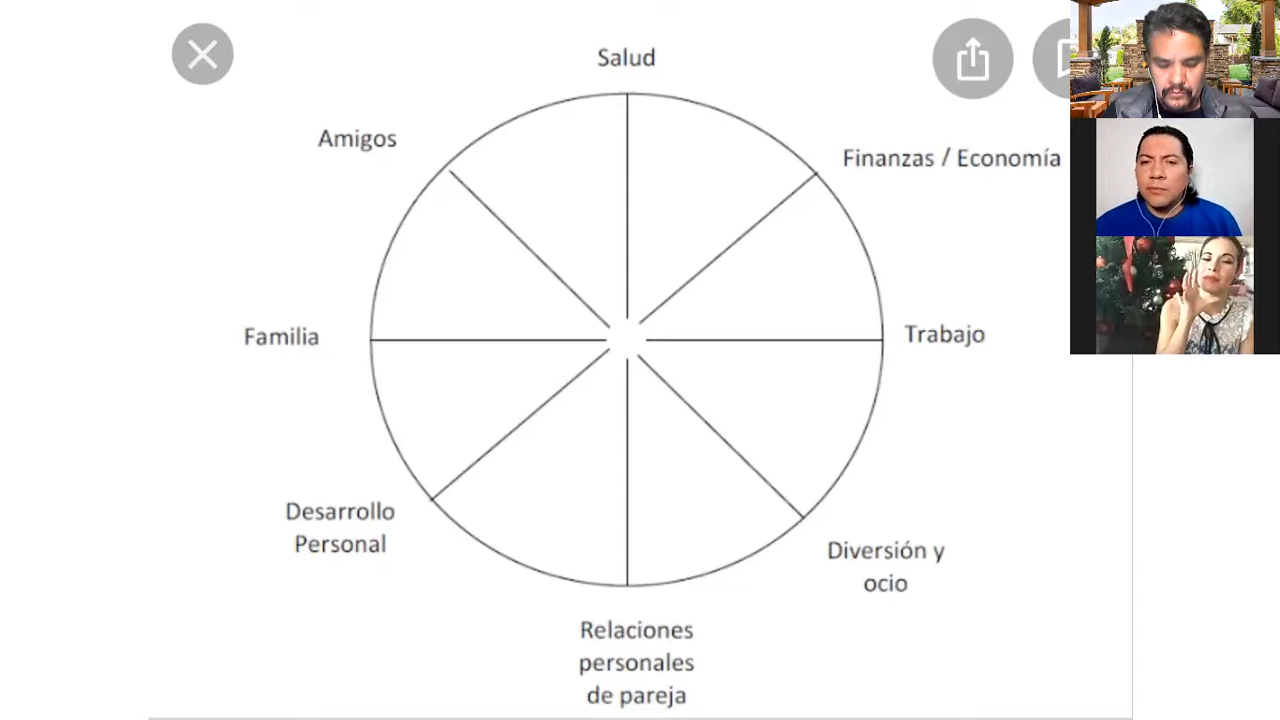 Salud
Amigos
Finanzas / Economía
Familia
Trabajo
Desarrollo
Personal
Diversión y
ocio
Relaciones
personales
de pareja